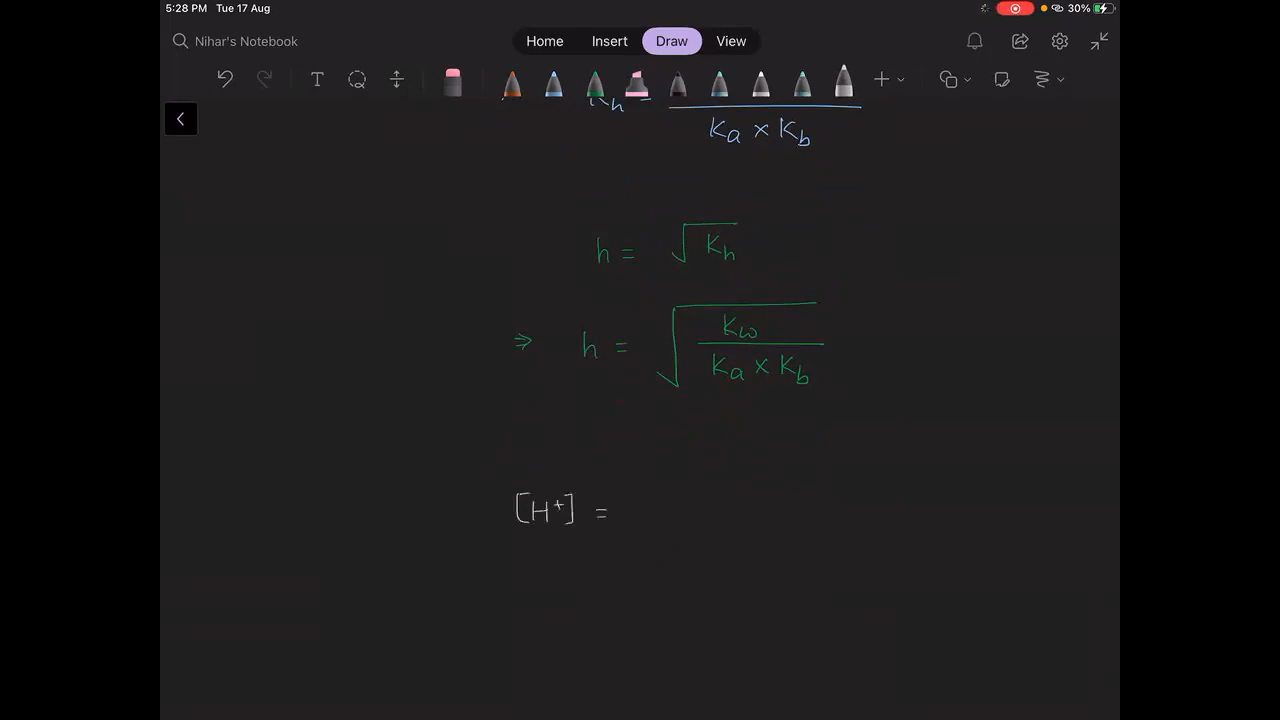 5:28 PM Tue 17 Aug
30%
Nihar's Notebook
Home Insert Draw View
T
Kh =
Ka × Kb
h = √Kh
⇒ h = √(Kw / (Ka × Kb))
[H⁺] =